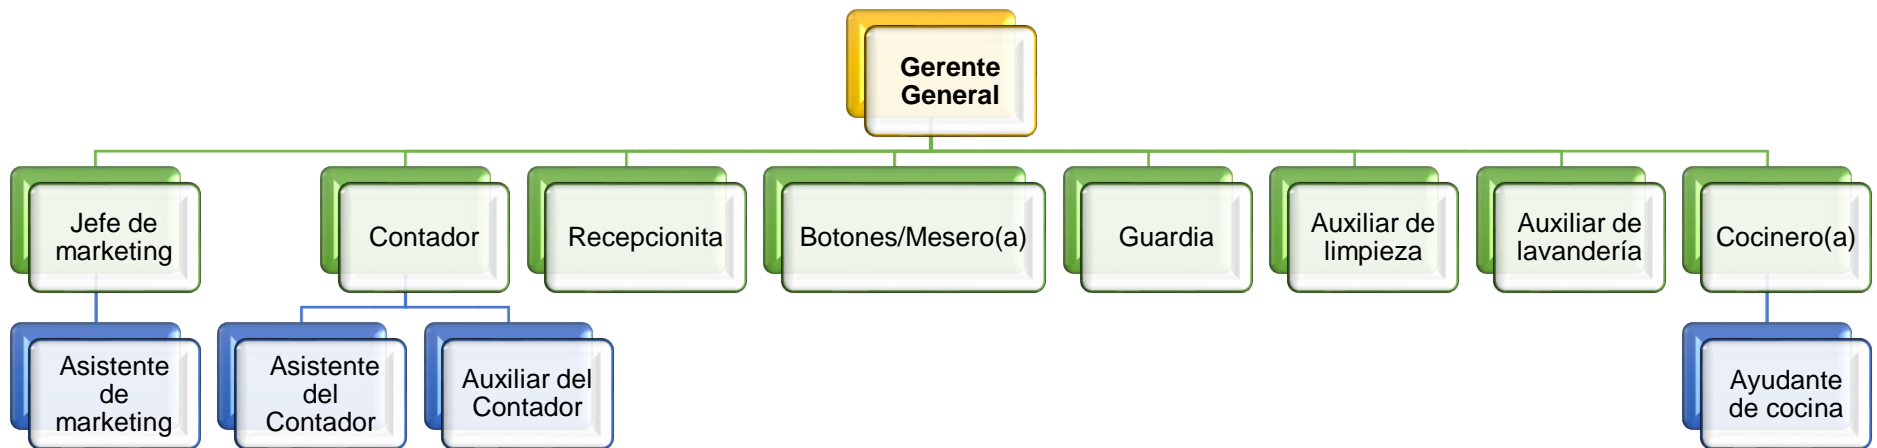 Gerente
General
Jefe de
marketing
Contador
Recepcionita
Botones/Mesero(a)
Guardia
Auxiliar de
limpieza
Auxiliar de
lavandería
Cocinero(a)
Asistente
de
marketing
Asistente
del
Contador
Auxiliar del
Contador
Ayudante
de cocina